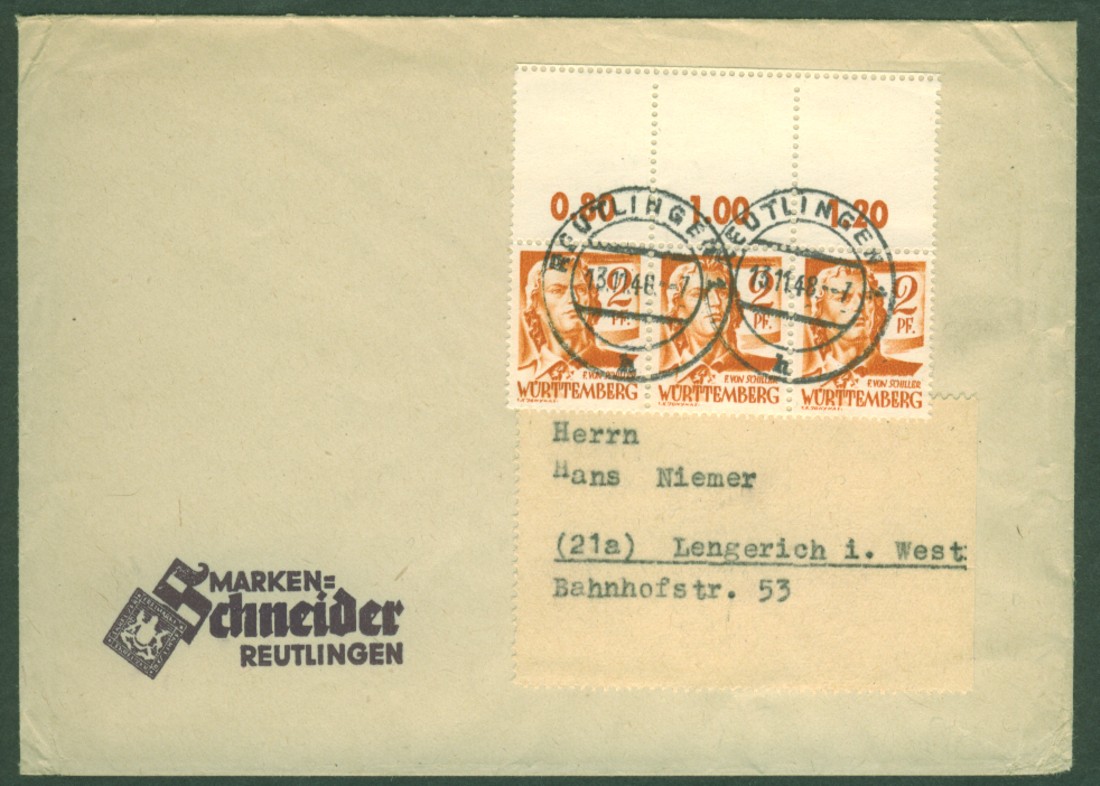 0.80 1.00 1.20
REUTLINGEN 1 REUTLINGEN 1
13.11.48.--7 13.11.48.--7
h h
2 2 2
PF. PF. PF.
F. VON SCHILLER F. VON SCHILLER F. VON SCHILLER
WÜRTTEMBERG WÜRTTEMBERG WÜRTTEMBERG
Herrn
Hans Niemer
(21a) Lengerich i. West
Bahnhofstr. 53
MARKEN=
Schneider
REUTLINGEN